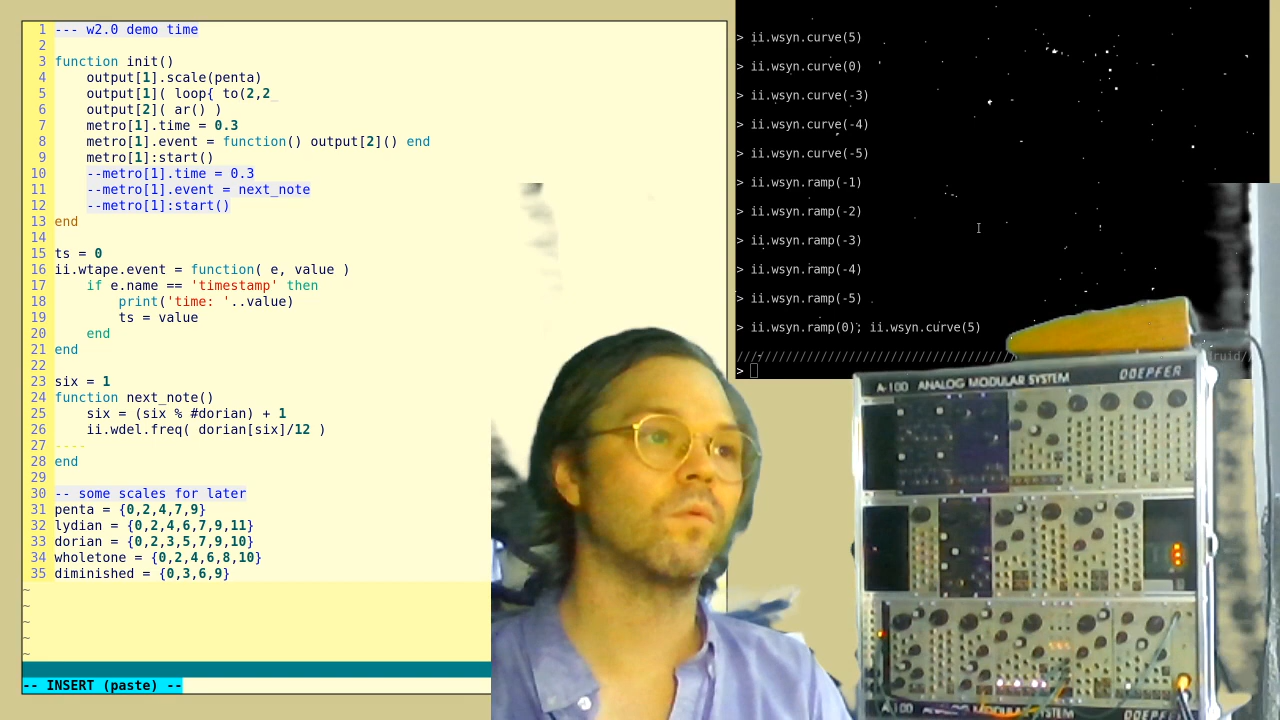 1 --- w2.0 demo time
2
3 function init()
4 output[1].scale(penta)
5 output[1]( loop{ to(2,2_
6 output[2]( ar() )
7 metro[1].time = 0.3
8 metro[1].event = function() output[2]() end
9 metro[1]:start()
10 --metro[1].time = 0.3
11 --metro[1].event = next_note
12 --metro[1]:start()
13 end
14
15 ts = 0
16 ii.wtape.event = function( e, value )
17 if e.name == 'timestamp' then
18 print('time: '..value)
19 ts = value
20 end
21 end
22
23 six = 1
24 function next_note()
25 six = (six % #dorian) + 1
26 ii.wdel.freq( dorian[six]/12 )
27 ----
28 end
29
30 -- some scales for later
31 penta = {0,2,4,7,9}
32 lydian = {0,2,4,6,7,9,11}
33 dorian = {0,2,3,5,7,9,10}
34 wholetone = {0,2,4,6,8,10}
35 diminished = {0,3,6,9}
~
~
~
~
~
-- INSERT (paste) --
> ii.wsyn.curve(5)
> ii.wsyn.curve(0)
> ii.wsyn.curve(-3)
> ii.wsyn.curve(-4)
> ii.wsyn.curve(-5)
> ii.wsyn.ramp(-1)
> ii.wsyn.ramp(-2)
> ii.wsyn.ramp(-3)
> ii.wsyn.ramp(-4)
> ii.wsyn.ramp(-5)
> ii.wsyn.ramp(0); ii.wsyn.curve(5)
///////////////////////////////////ruid//
>
A-100 ANALOG MODULAR SYSTEM DOEPFER
A-100 ANALOG MODULAR SYSTEM DOEPFER